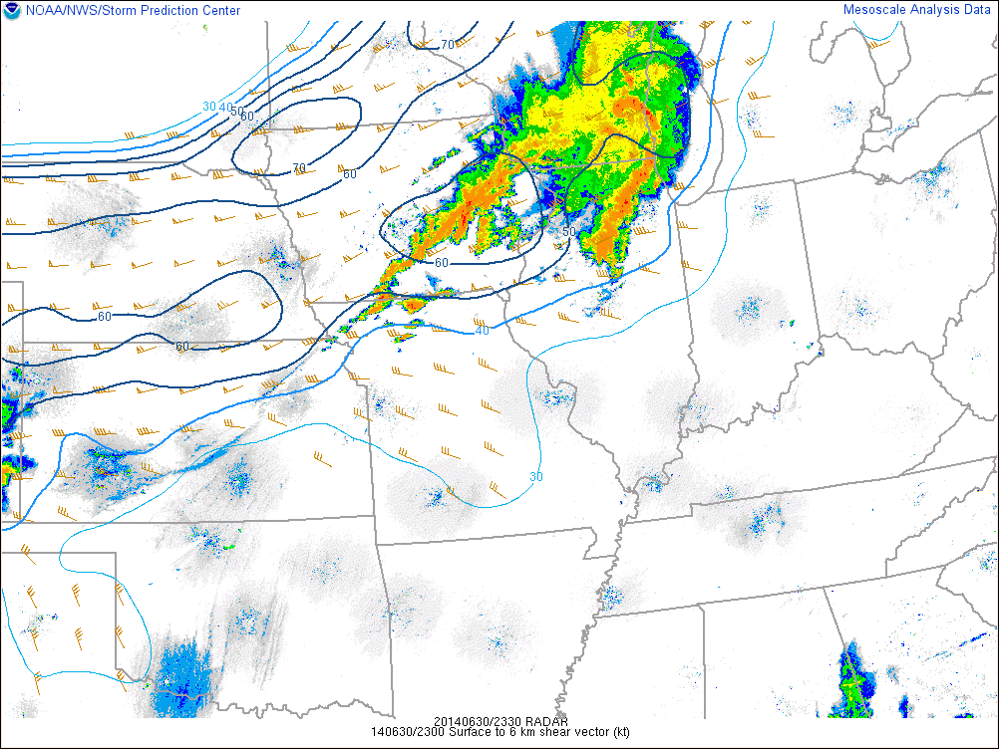 NOAA/NWS/Storm Prediction Center
Mesoscale Analysis Data
70
30 40 50 60
70
60
50
60
60
40
60
30
20140630/2330 RADAR
140630/2300 Surface to 6 km shear vector (kt)